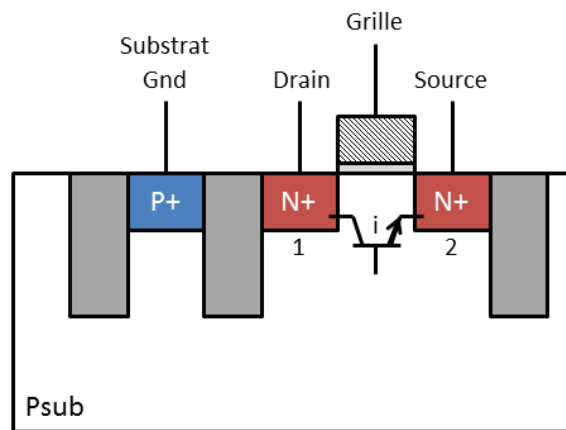 Grille
Substrat
Gnd
Drain
Source
P+
N+
N+
i
1
2
Psub